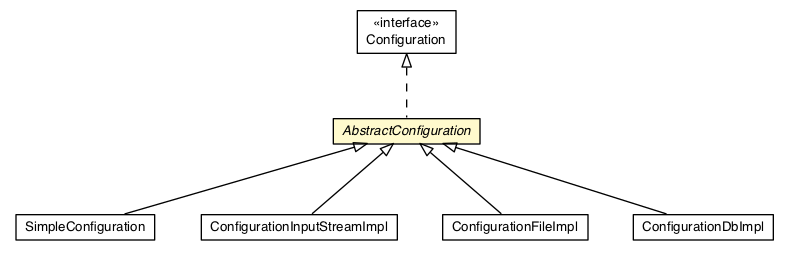 «interface»
Configuration
AbstractConfiguration
SimpleConfiguration
ConfigurationInputStreamImpl
ConfigurationFileImpl
ConfigurationDbImpl